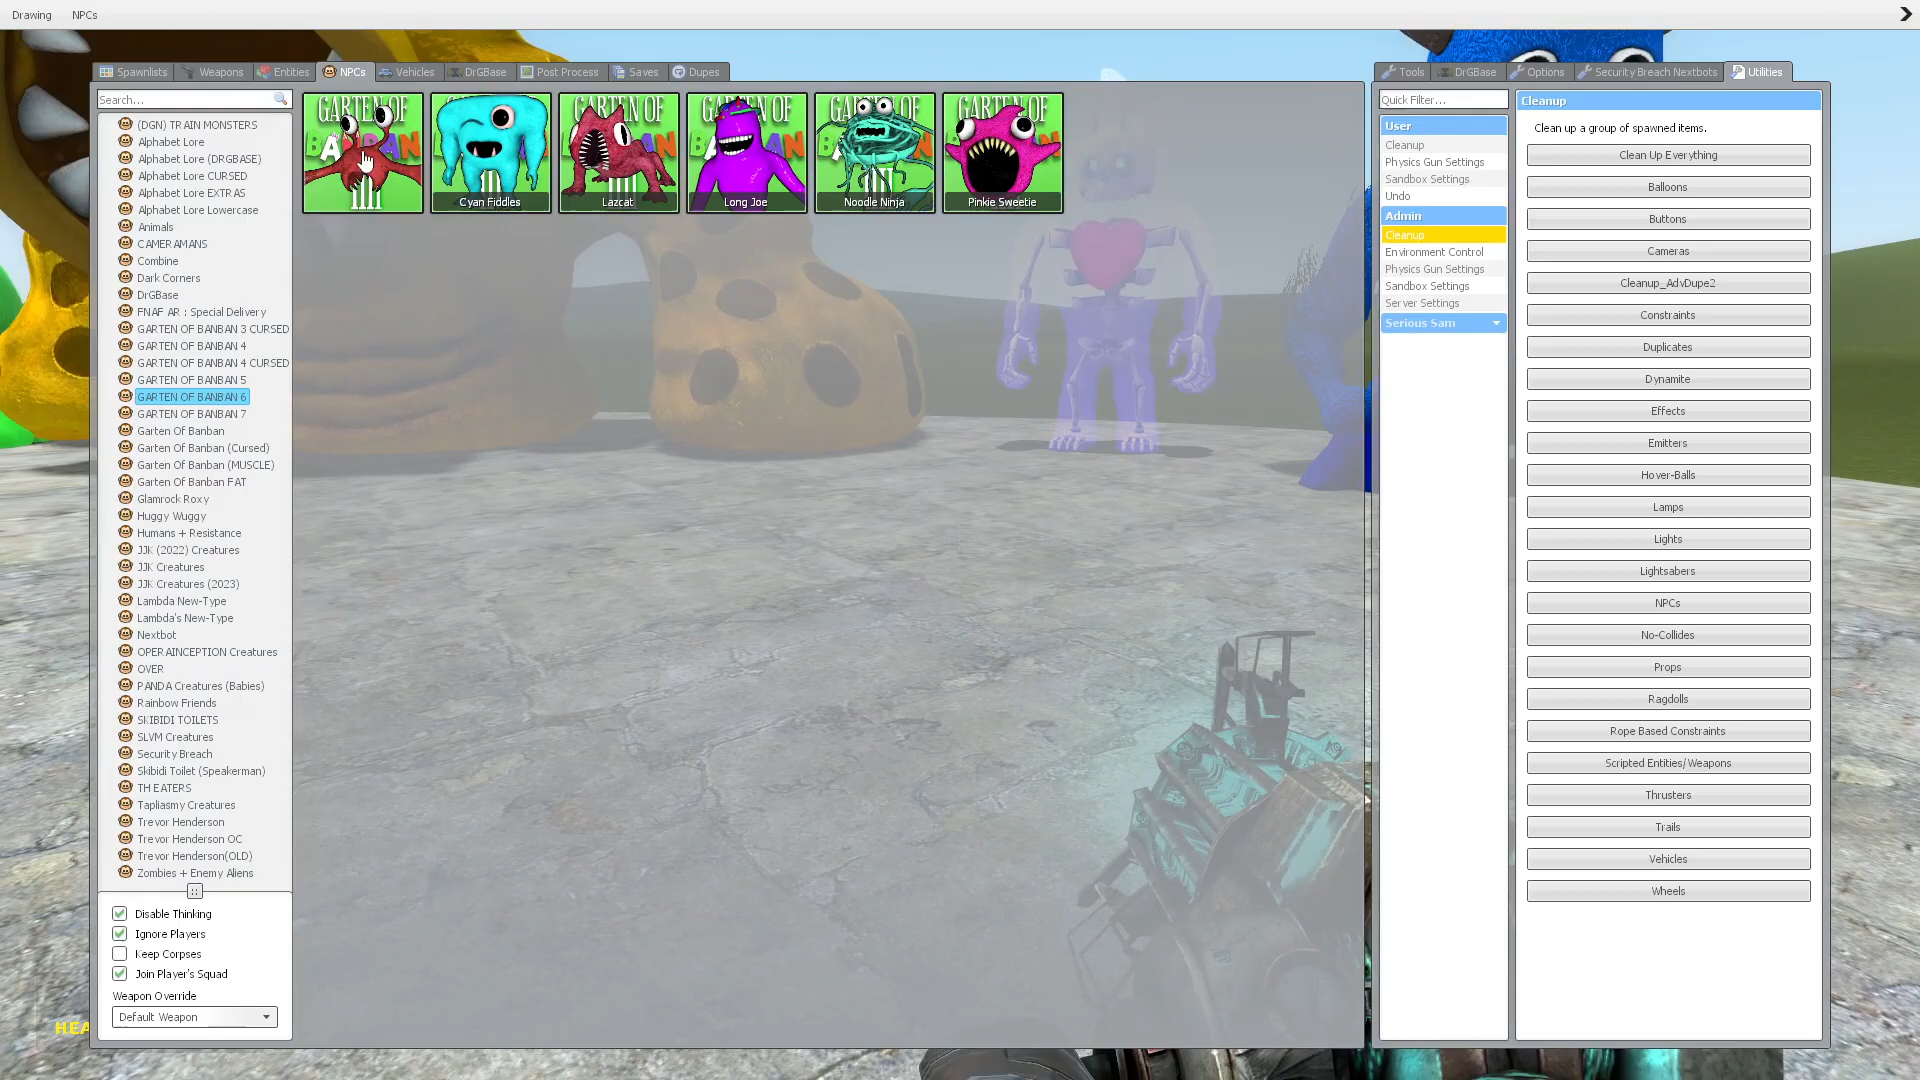 Drawing NPCs
Spawnlists Weapons Entities NPCs Vehicles DrGBase Post Process Saves Dupes
Search...
(DGN) TRAIN MONSTERS
Alphabet Lore
Alphabet Lore (DRGBASE)
Alphabet Lore CURSED
Alphabet Lore EXTRAS
Alphabet Lore Lowercase
Animals
CAMERAMANS
Combine
Dark Corners
DrGBase
FNAF AR : Special Delivery
GARTEN OF BANBAN 3 CURSED
GARTEN OF BANBAN 4
GARTEN OF BANBAN 4 CURSED
GARTEN OF BANBAN 5
GARTEN OF BANBAN 6
GARTEN OF BANBAN 7
Garten Of Banban
Garten Of Banban (Cursed)
Garten Of Banban (MUSCLE)
Garten Of Banban FAT
Glamrock Roxy
Huggy Wuggy
Humans + Resistance
JJK (2022) Creatures
JJK Creatures
JJK Creatures (2023)
Lambda New-Type
Lambda's New-Type
Nextbot
OPERAINCEPTION Creatures
OVER
PANDA Creatures (Babies)
Rainbow Friends
SKIBIDI TOILETS
SLVM Creatures
Security Breach
Skibidi Toilet (Speakerman)
TH EATERS
Tapliasmy Creatures
Trevor Henderson
Trevor Henderson OC
Trevor Henderson(OLD)
Zombies + Enemy Aliens
Disable Thinking
Ignore Players
Keep Corpses
Join Player's Squad
Weapon Override
Default Weapon
HEA
GARTEN OF
Cyan Fiddles
Lazcat
Long Joe
Noodle Ninja
Pinkie Sweetie
Tools DrGBase Options Security Breach Nextbots Utilities
Quick Filter...
User
Cleanup
Physics Gun Settings
Sandbox Settings
Undo
Admin
Cleanup
Environment Control
Physics Gun Settings
Sandbox Settings
Server Settings
Serious Sam
Cleanup
Clean up a group of spawned items.
Clean Up Everything
Balloons
Buttons
Cameras
Cleanup_AdvDupe2
Constraints
Duplicates
Dynamite
Effects
Emitters
Hover-Balls
Lamps
Lights
Lightsabers
NPCs
No-Collides
Props
Ragdolls
Rope Based Constraints
Scripted Entities/Weapons
Thrusters
Trails
Vehicles
Wheels